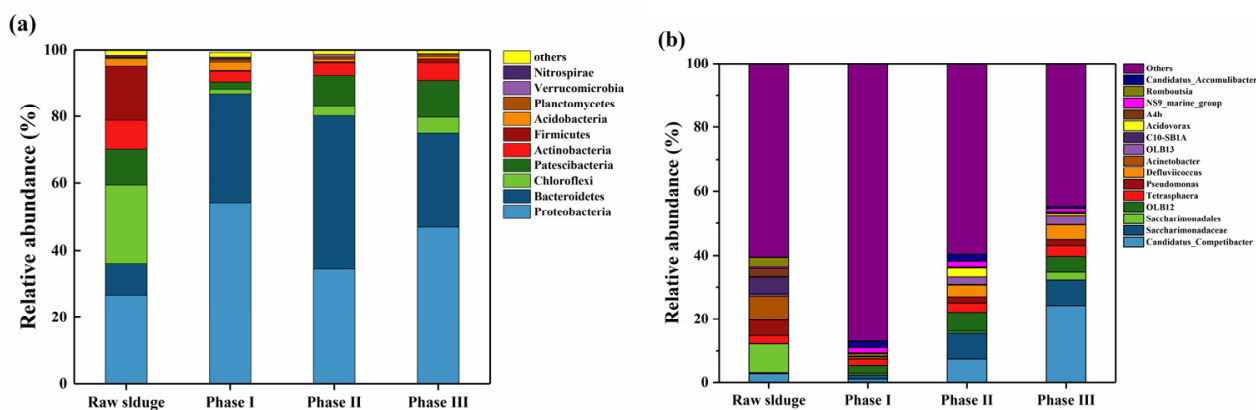 (a)
Relative abundance (%)
100
80
60
40
20
0
Raw slduge
Phase I
Phase II
Phase III
others
Nitrospirae
Verrucomicrobia
Planctomycetes
Acidobacteria
Firmicutes
Actinobacteria
Patescibacteria
Chloroflexi
Bacteroidetes
Proteobacteria
(b)
Relative abundance (%)
100
80
60
40
20
0
Raw slduge
Phase I
Phase II
Phase III
Others
Candidatus_Accumulibacter
Romboutsia
NS9_marine_group
A4b
Acidovorax
C10-SB1A
OLB13
Acinetobacter
Defluviicoccus
Pseudomonas
Tetrasphaera
OLB12
Saccharimonadales
Saccharimonadaceae
Candidatus_Competibacter